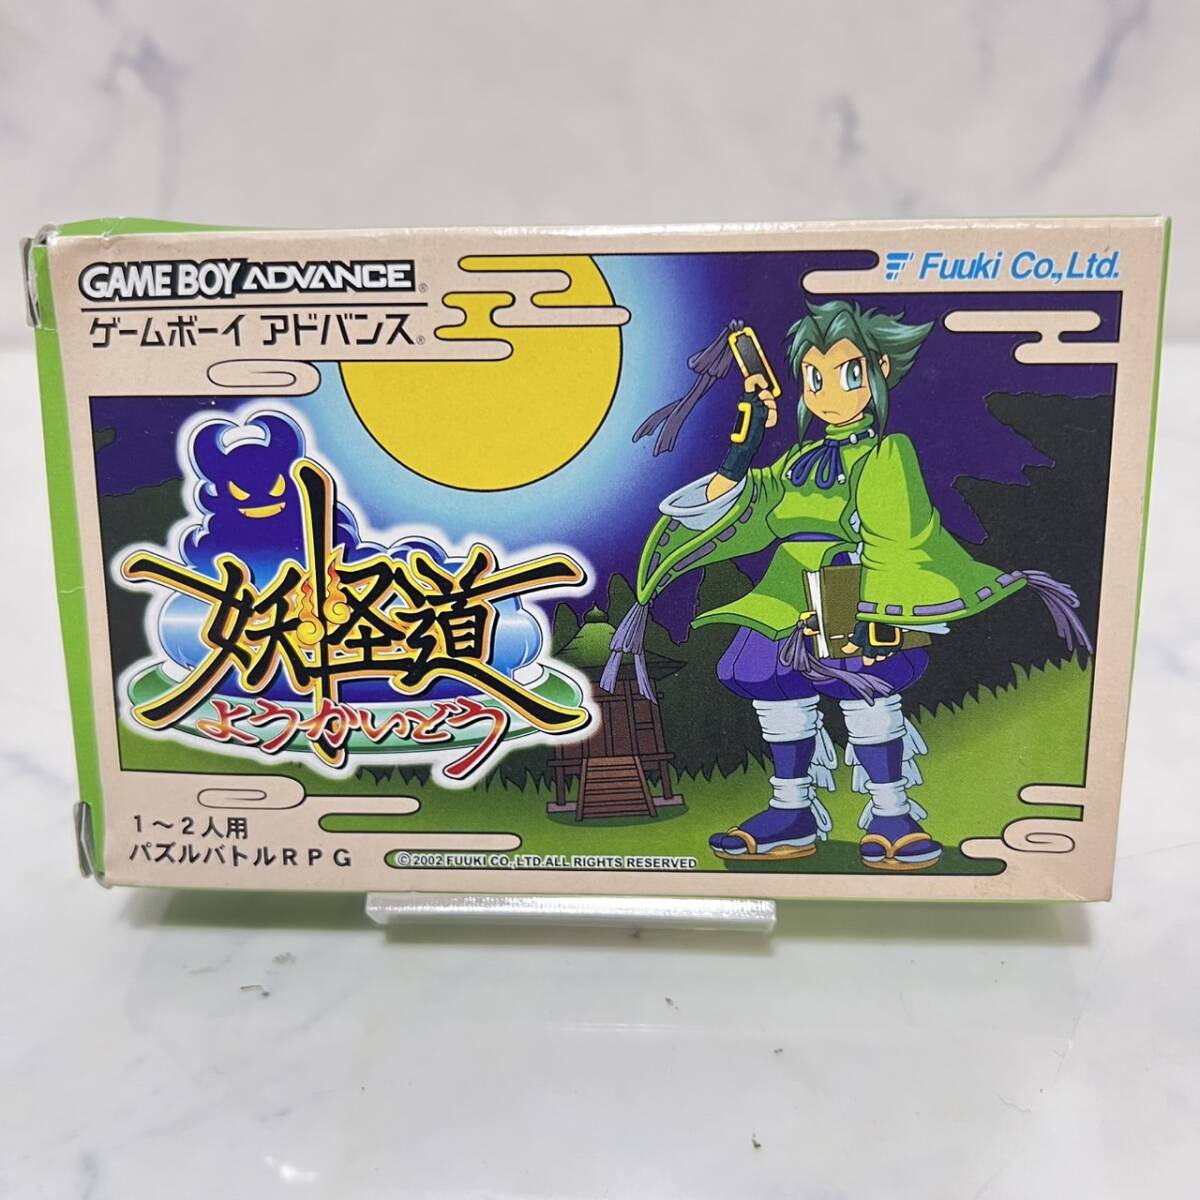 GAME BOY ADVANCE®
ゲームボーイ アドバンス®
Fuuki Co.,Ltd.
妖怪道
ようかいどう
1～2人用
パズルバトルRPG
©2002 FUUKI CO.,LTD.ALL RIGHTS RESERVED